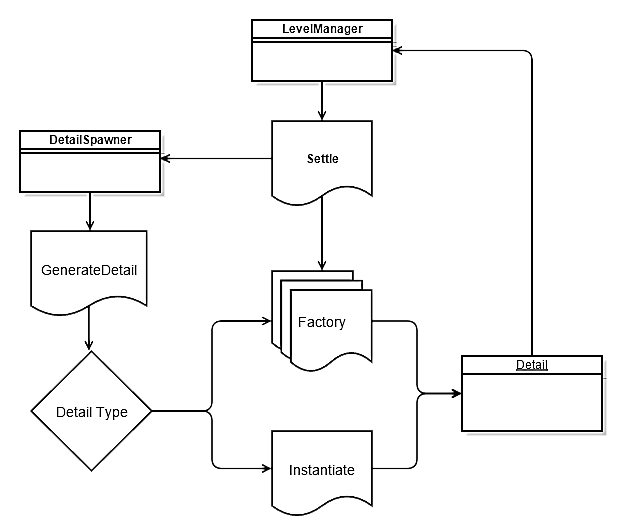 LevelManager
DetailSpawner
Settle
GenerateDetail
Factory
Detail
Detail Type
Instantiate